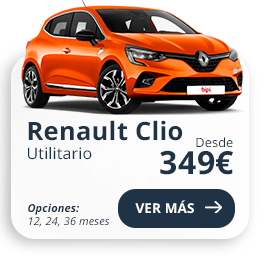 bipi
Renault Clio
Utilitario
Desde
349€
Opciones:
12, 24, 36 meses
VER MÁS →